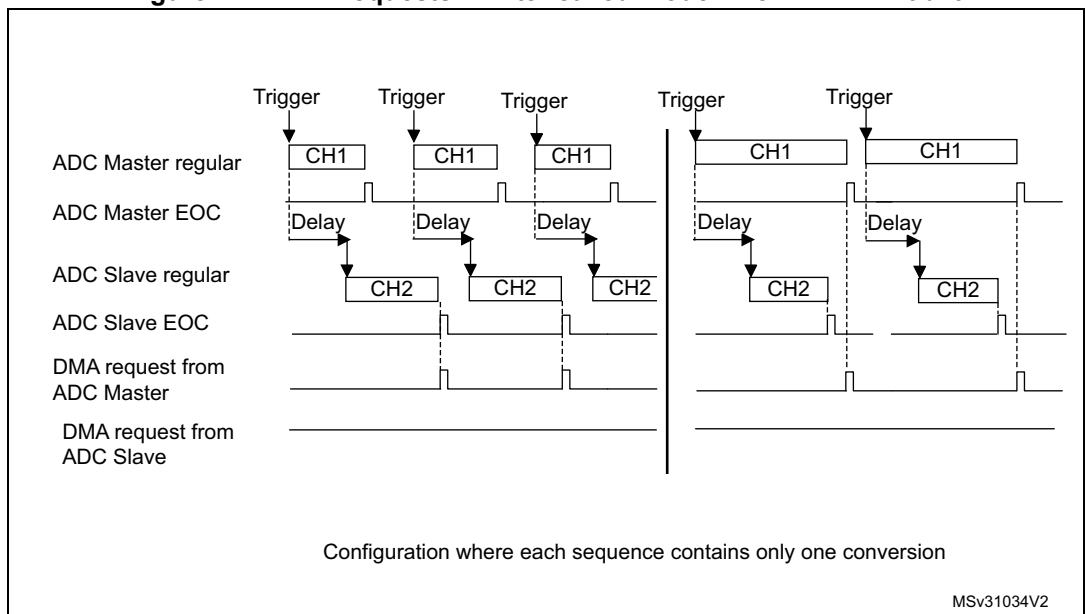 Trigger Trigger Trigger Trigger Trigger
ADC Master regular CH1 CH1 CH1 CH1 CH1
ADC Master EOC
Delay Delay Delay Delay Delay
ADC Slave regular CH2 CH2 CH2 CH2 CH2
ADC Slave EOC
DMA request from
ADC Master
DMA request from
ADC Slave
Configuration where each sequence contains only one conversion
MSv31034V2